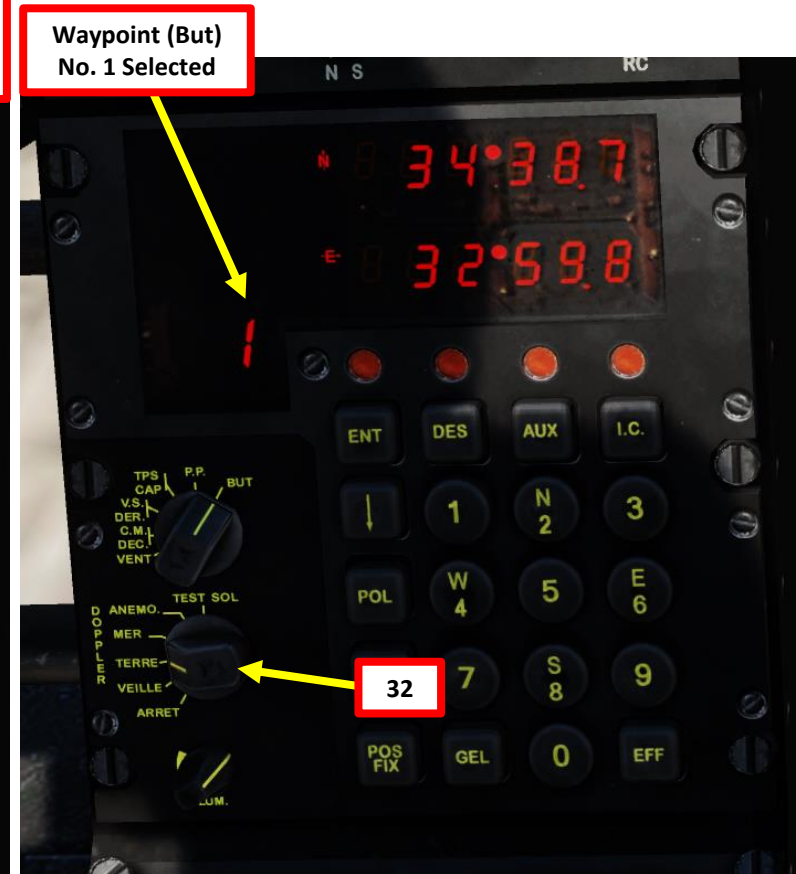 Waypoint (But)
No. 1 Selected
N S
RC
N 34°38.7
E 32°59.8
1
ENT DES AUX I.C.
TPS
CAP
P.P.
BUT
V.S.
DER.
C.M.
DEC.
VENT
↓ 1 N 2 3
POL W 4 5 E 6
TEST SOL
ANEMO.
MER
TERRE
VEILLE
ARRET
DOPPLER
32
7 S 8 9
POS FIX GEL 0 EFF
LUM.